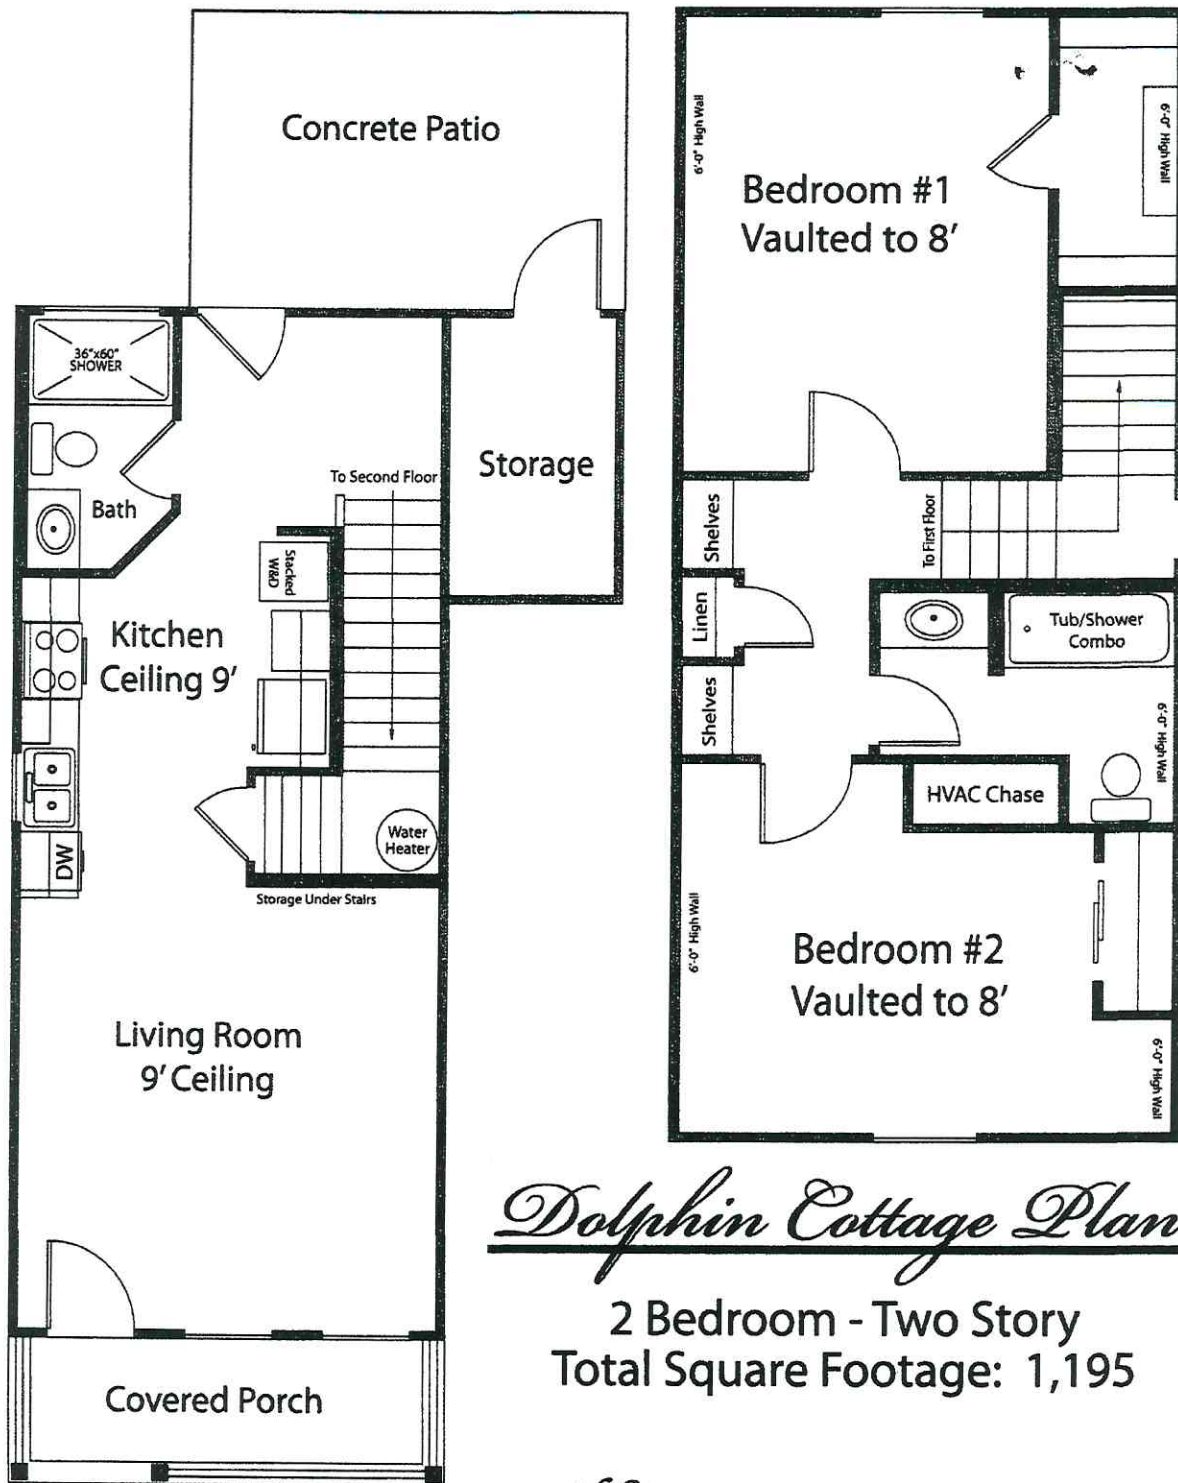 Concrete Patio
36"x60"
SHOWER
Bath
To Second Floor
Storage
Stacked
W&D
Kitchen
Ceiling 9'
DW
Water
Heater
Storage Under Stairs
Living Room
9' Ceiling
Covered Porch
6'-0" High Wall
Bedroom #1
Vaulted to 8'
6'-0" High Wall
Shelves
To First Floor
Linen
Tub/Shower
Combo
Shelves
6'-0" High Wall
HVAC Chase
6'-0" High Wall
Bedroom #2
Vaulted to 8'
6'-0" High Wall
Dolphin Cottage Plan
2 Bedroom - Two Story
Total Square Footage: 1,195